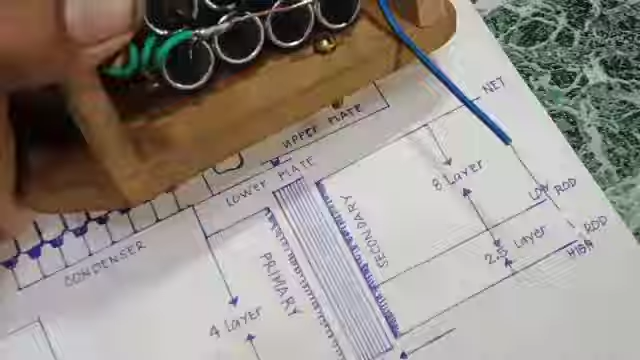 NET
UPPER PLATE
LOWER PLATE
8 Layer
LOW ROD
SECONDARY
2.5 Layer
HIGH ROD
CONDENSER
PRIMARY
4 Layer